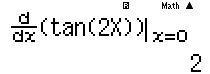 R Math ▲
d/dx(tan(2X))|x=0
2